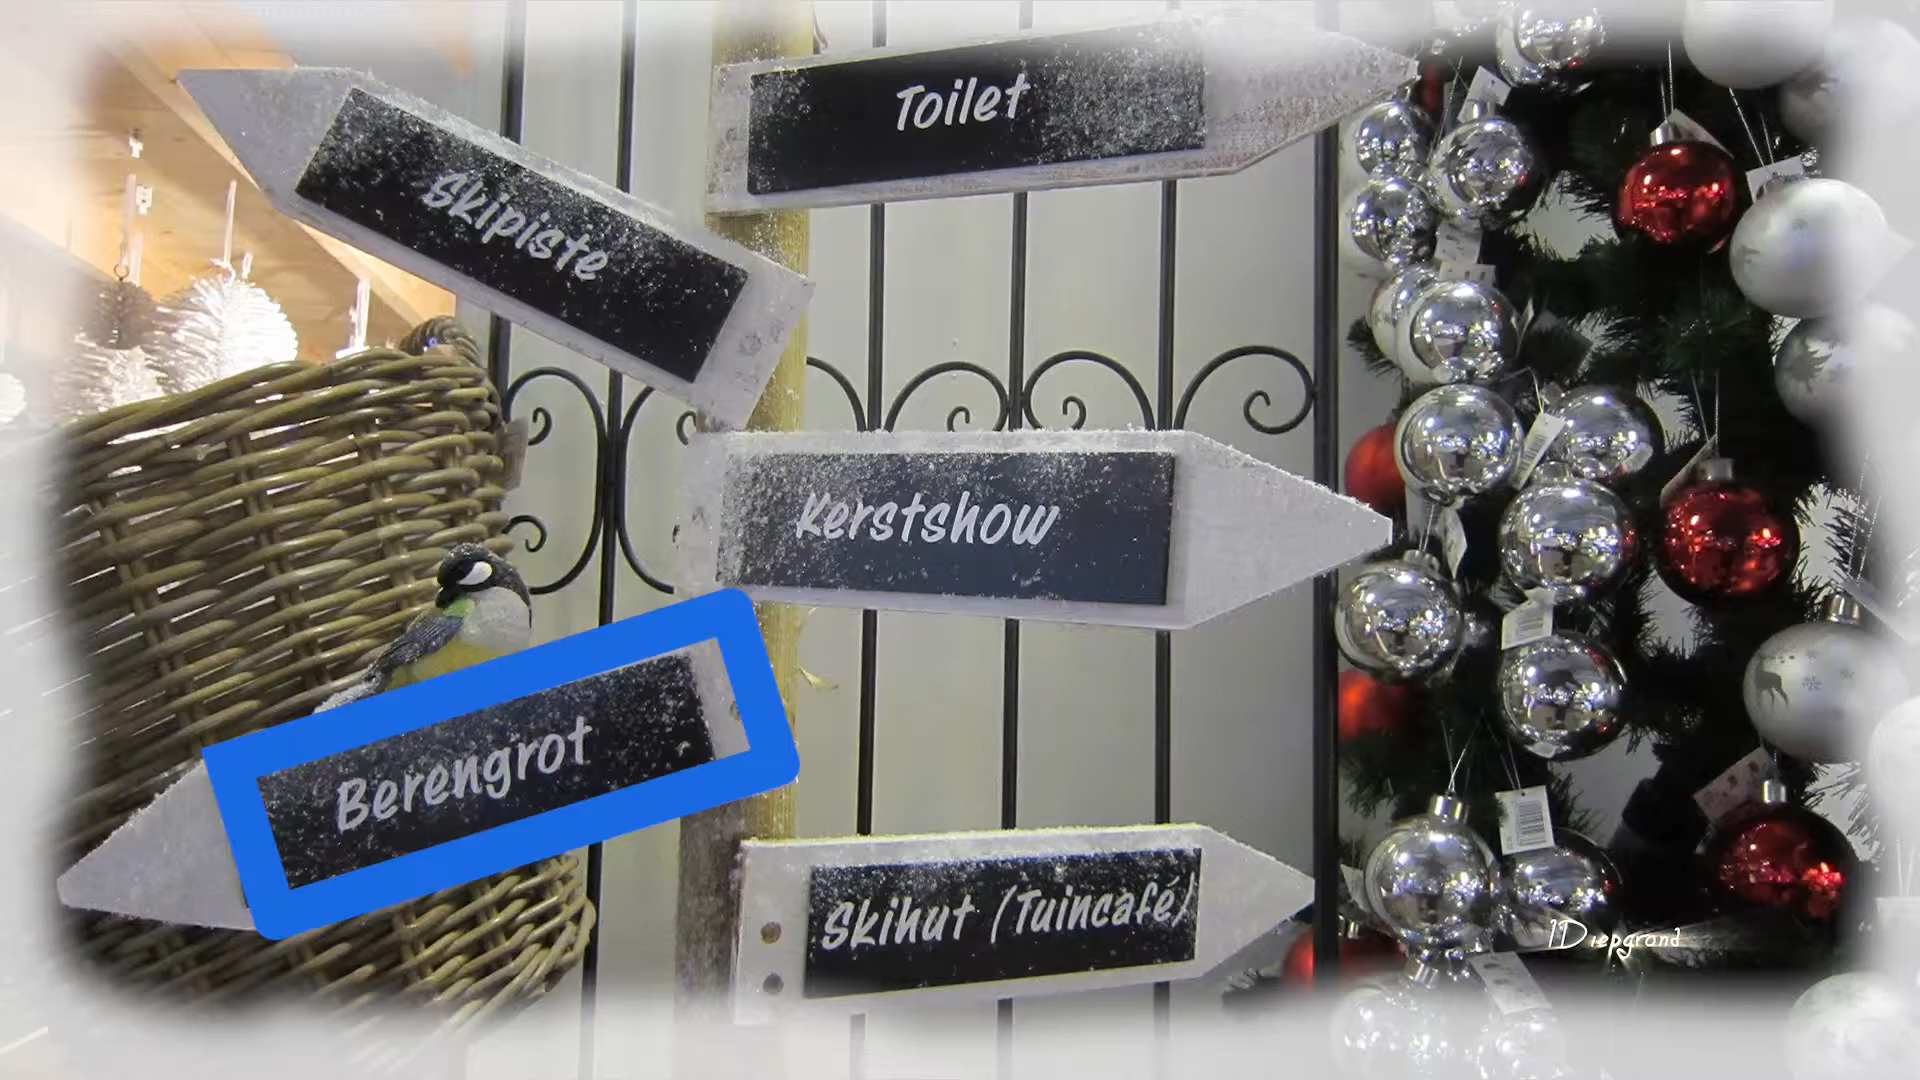 Toilet
Skipiste
Kerstshow
Berengrot
Skihut (Tuincafé)
IDiepgrond